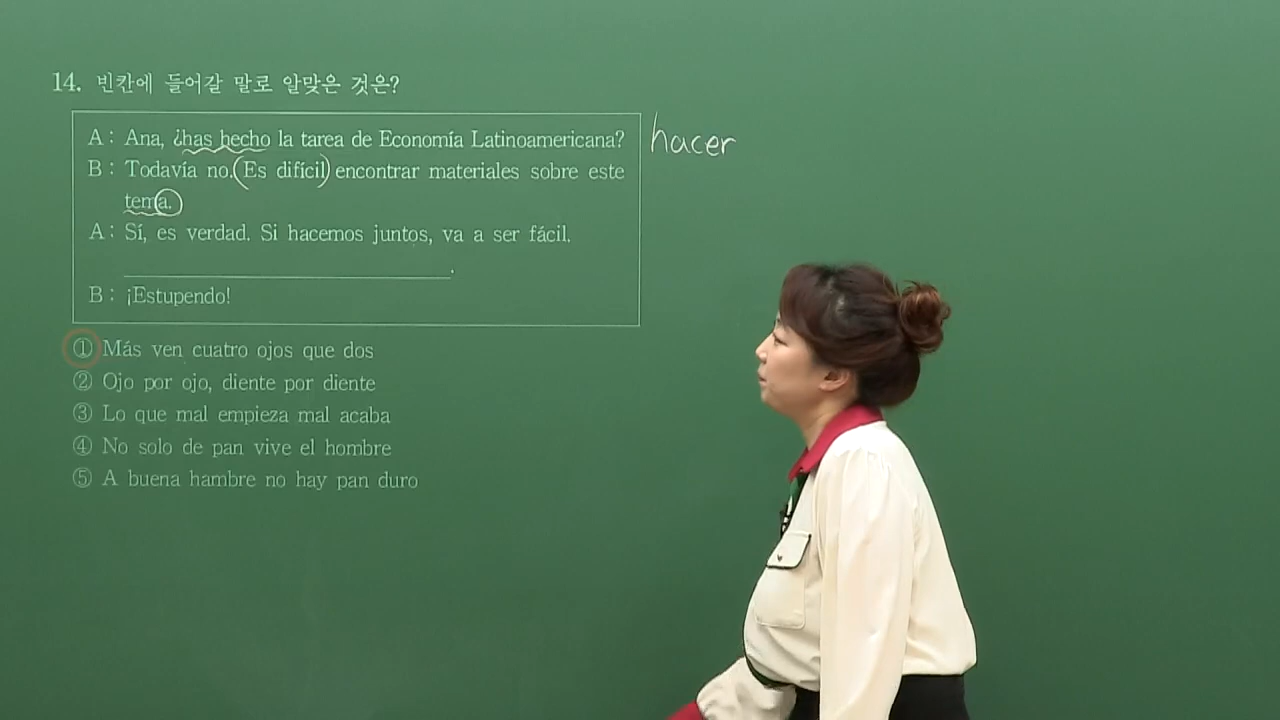 14. 빈칸에 들어갈 말로 알맞은 것은?
A : Ana, ¿has hecho la tarea de Economía Latinoamericana?
hacer
B : Todavía no. Es difícil encontrar materiales sobre este
tema.
A : Sí, es verdad. Si hacemos juntos, va a ser fácil.
.
B : ¡Estupendo!
① Más ven cuatro ojos que dos
② Ojo por ojo, diente por diente
③ Lo que mal empieza mal acaba
④ No solo de pan vive el hombre
⑤ A buena hambre no hay pan duro